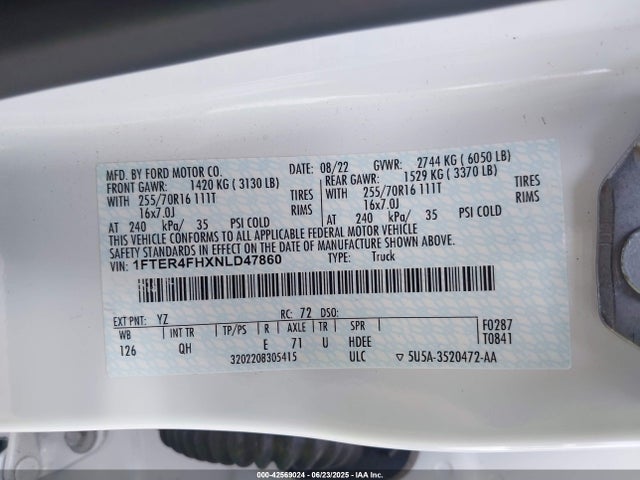 MFD. BY FORD MOTOR CO. DATE: 08/22 GVWR: 2744 KG ( 6050 LB)
FRONT GAWR: 1420 KG ( 3130 LB) REAR GAWR: 1529 KG ( 3370 LB)
WITH 255/70R16 111T TIRES WITH 255/70R16 111T TIRES
16x7.0J RIMS 16x7.0J RIMS
AT 240 kPa/ 35 PSI COLD AT 240 kPa/ 35 PSI COLD
THIS VEHICLE CONFORMS TO ALL APPLICABLE FEDERAL MOTOR VEHICLE
SAFETY STANDARDS IN EFFECT ON THE DATE OF MANUFACTURE SHOWN ABOVE.
VIN: 1FTER4FHXNLD47860 TYPE: Truck
EXT PNT: YZ RC: 72 DSO:
WB INT TR TP/PS R AXLE TR SPR F0287
126 QH E 71 U HDEE T0841
3202208305415 ULC ▽ 5U5A-3520472-AA
000-42569024 - 06/23/2025 - IAA Inc.